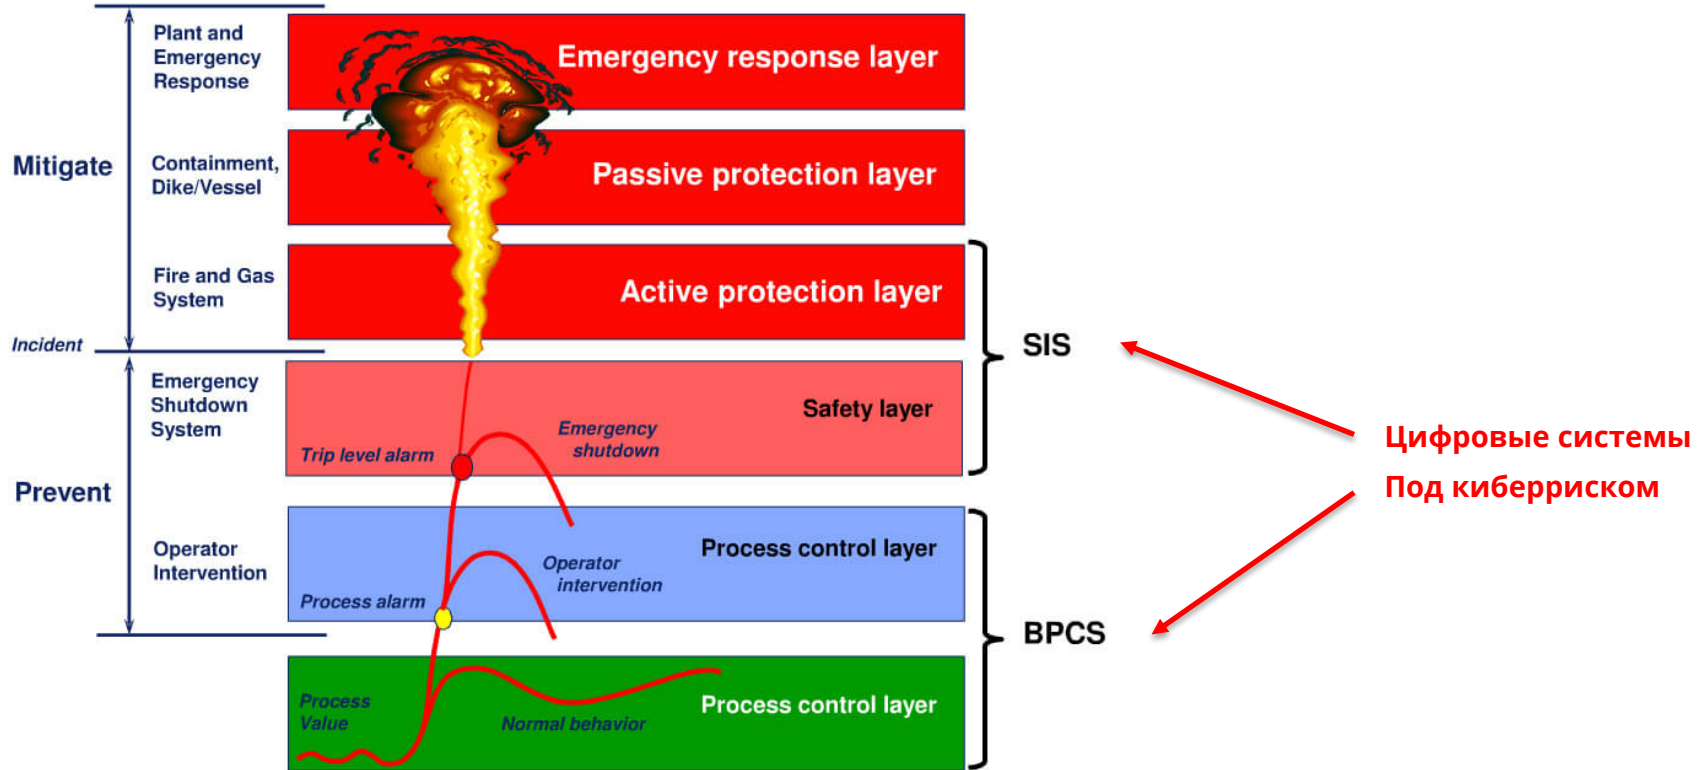 Plant and
Emergency
Response
Emergency response layer
Mitigate
Containment,
Dike/Vessel
Passive protection layer
Fire and Gas
System
Active protection layer
Incident
SIS
Emergency
Shutdown
System
Safety layer
Emergency
shutdown
Trip level alarm
Цифровые системы
Под киберриском
Prevent
Operator
Intervention
Process control layer
Operator
intervention
Process alarm
BPCS
Process
Value
Normal behavior
Process control layer